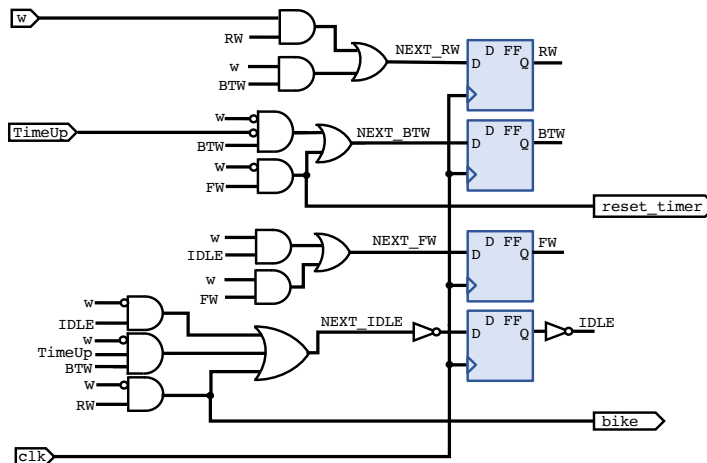 w
RW
NEXT_RW
D FF
RW
D
Q
w
BTW
w
TimeUp
BTW
NEXT_BTW
D FF
BTW
D
Q
w
FW
reset_timer
w
IDLE
NEXT_FW
D FF
FW
D
Q
w
FW
w
IDLE
NEXT_IDLE
D FF
IDLE
D
Q
w
TimeUp
BTW
w
RW
bike
clk